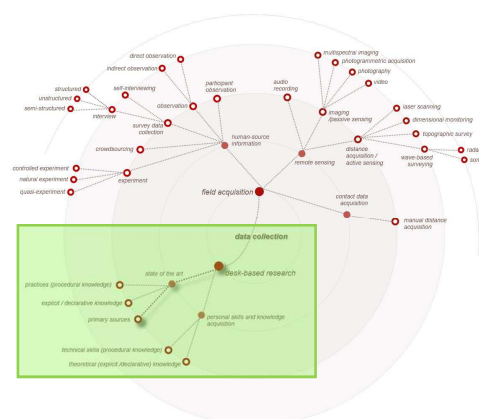 multispectral imaging
photogrammetric acquisition
photography
video
direct observation
indirect observation
self-interviewing
participant
observation
audio
recording
structured
unstructured
semi-structured
interview
observation
survey data
collection
imaging
/passive sensing
laser scanning
dimensional monitoring
topographic survey
distance
acquisition /
active sensing
wave-based
surveying
rada
crowdsourcing
human-source
information
remote sensing
controlled experiment
natural experiment
quasi-experiment
experiment
field acquisition
contact data
acquisition
manual distance
acquisition
data collection
desk-based research
state of the art
practices (procedural knowledge)
explicit / declarative knowledge
primary sources
personal skills and knowledge
acquisition
technical skills (procedural knowledge)
theoretical (explicit /declarative) knowledge